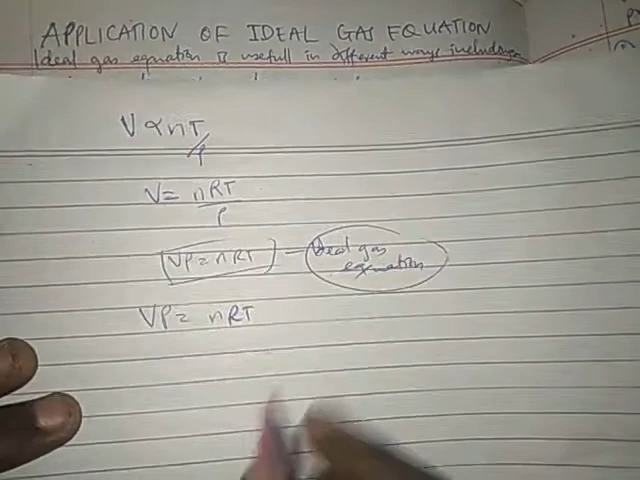 APPLICATION OF IDEAL GAS EQUATION
Ideal gas equation is usefull in different ways including
V ∝ nT/P
V = nRT/P
VP = nRT - Ideal gas equation
VP = nRT